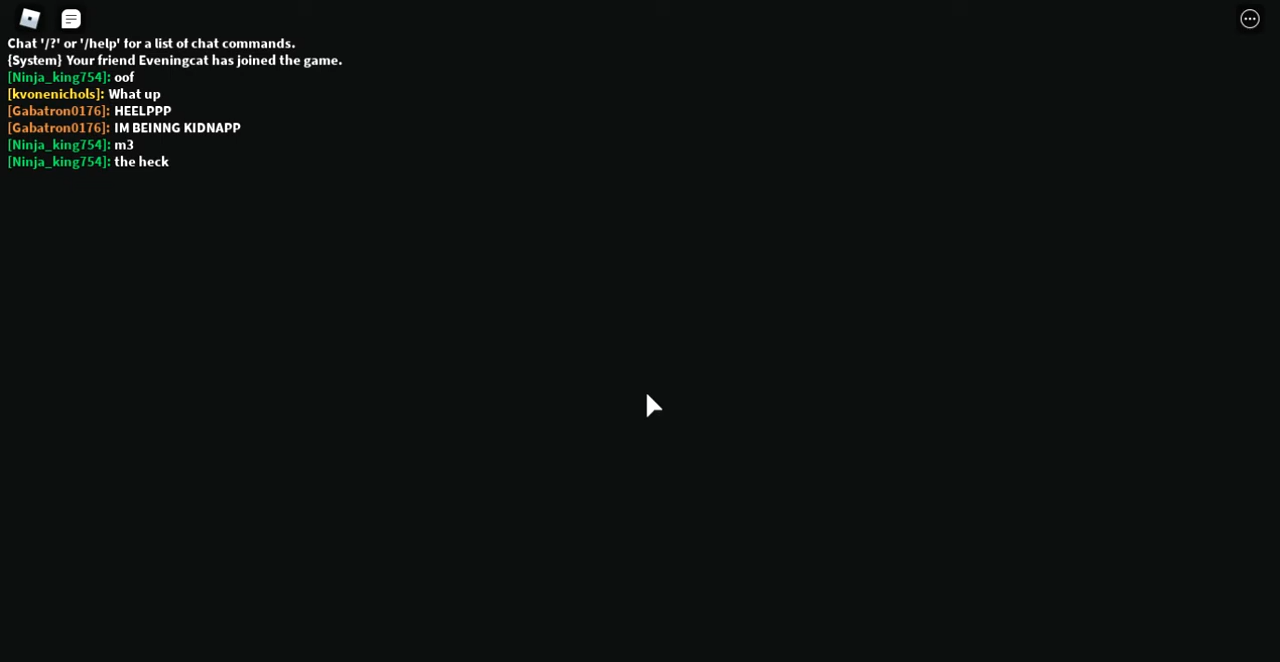 Chat '/?' or '/help' for a list of chat commands.
{System} Your friend Eveningcat has joined the game.
[Ninja_king754]: oof
[kvonenichols]: What up
[Gabatron0176]: HEELPPP
[Gabatron0176]: IM BEINNG KIDNAPP
[Ninja_king754]: m3
[Ninja_king754]: the heck